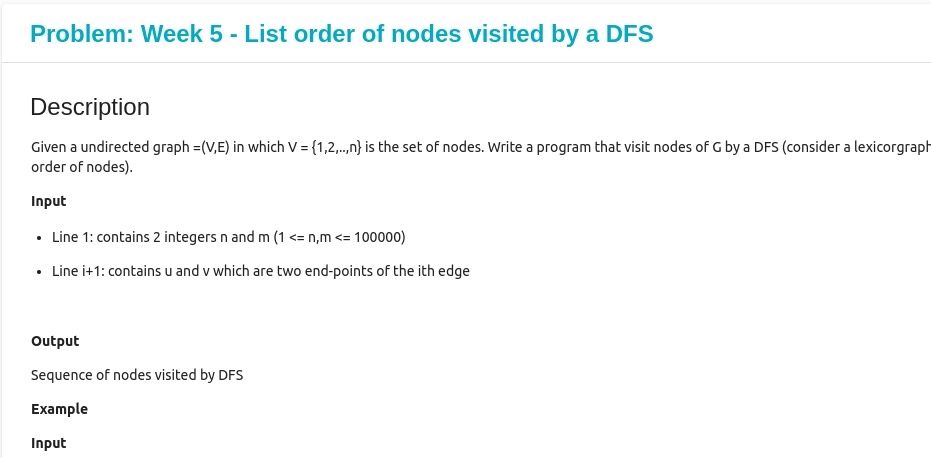 Problem: Week 5 - List order of nodes visited by a DFS
Description
Given a undirected graph =(V,E) in which V = {1,2,..,n} is the set of nodes. Write a program that visit nodes of G by a DFS (consider a lexicorgraph
order of nodes).
Input
• Line 1: contains 2 integers n and m (1 <= n,m <= 100000)
• Line i+1: contains u and v which are two end-points of the ith edge
Output
Sequence of nodes visited by DFS
Example
Input